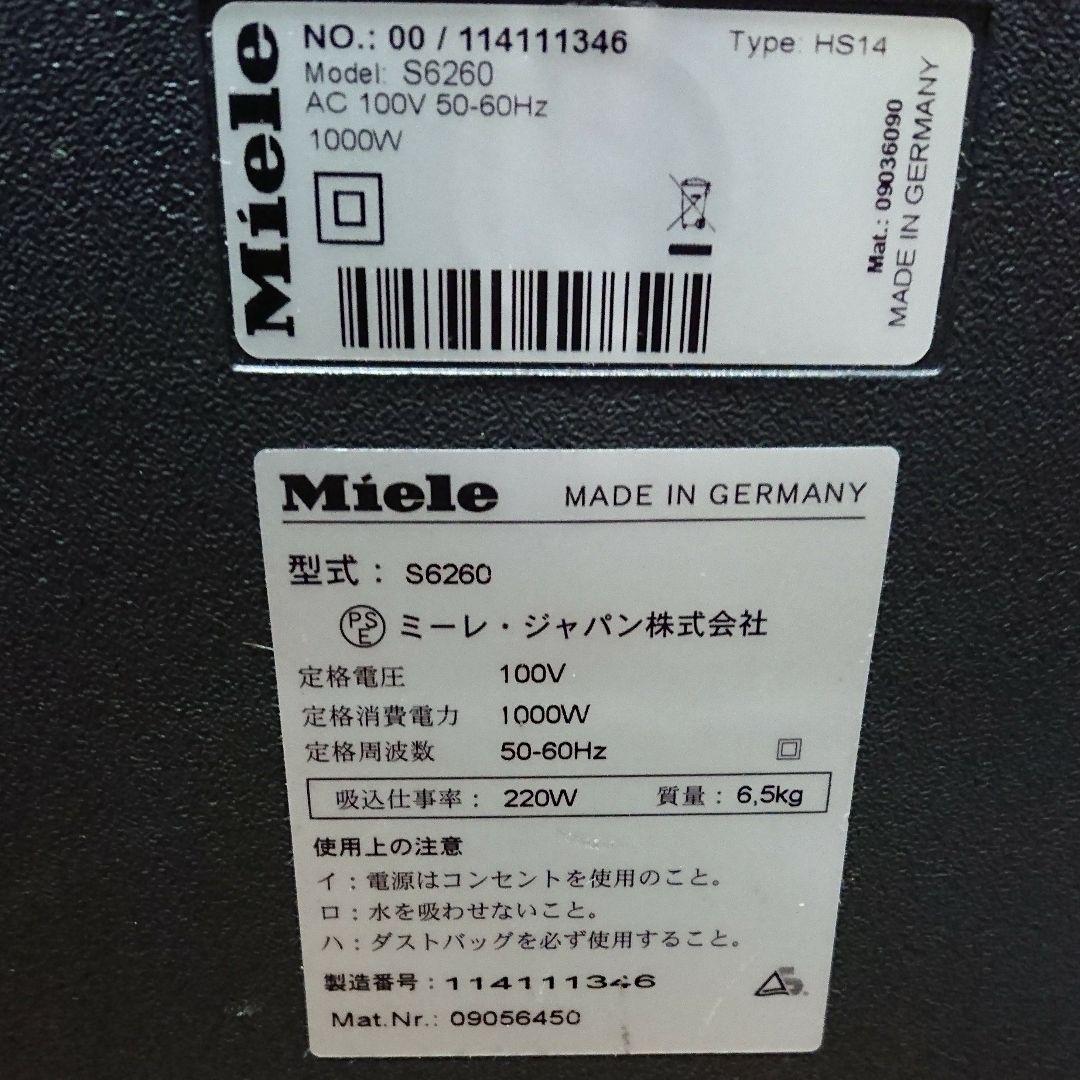 Miele
NO.: 00 / 114111346
Type: HS14
Model: S6260
AC 100V 50-60Hz
1000W
Mat.: 09036090
MADE IN GERMANY
Miele MADE IN GERMANY
型式： S6260
PSE ミーレ・ジャパン株式会社
定格電圧 100V
定格消費電力 1000W
定格周波数 50-60Hz
吸込仕事率： 220W 質量： 6,5kg
使用上の注意
イ：電源はコンセントを使用のこと。
ロ：水を吸わせないこと。
ハ：ダストバッグを必ず使用すること。
製造番号：114111346
Mat.Nr.: 09056450